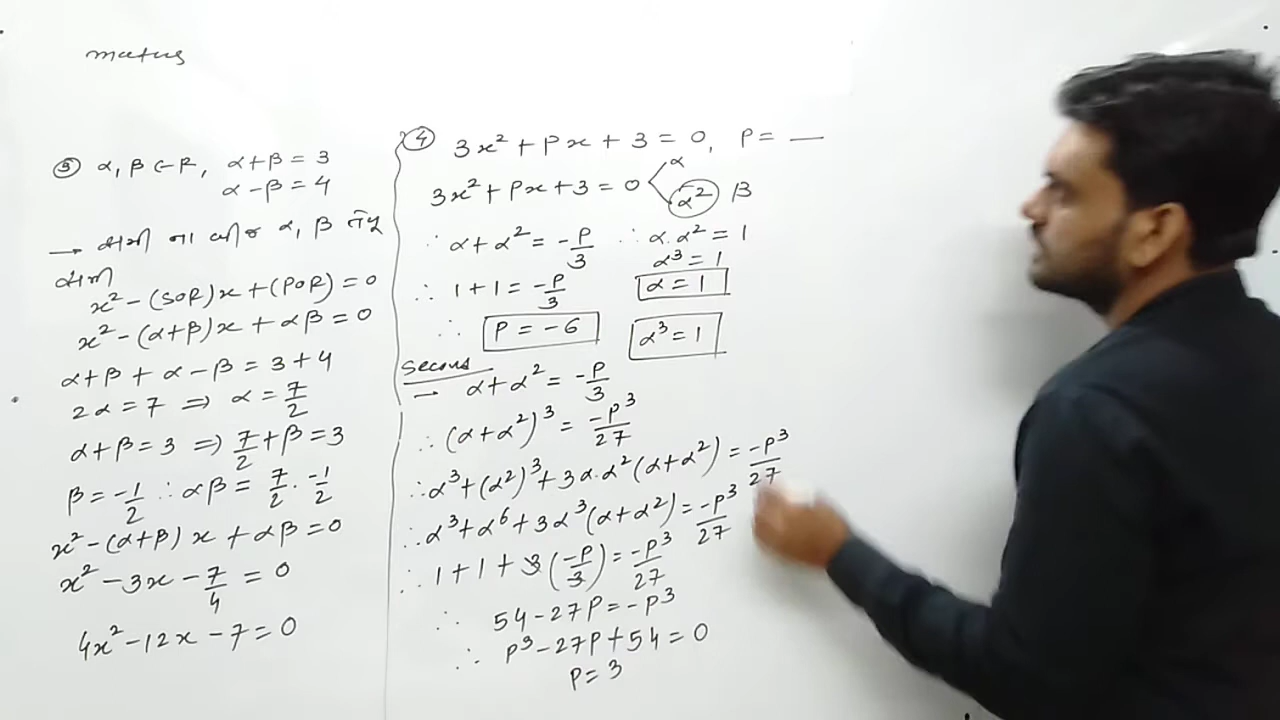 ③ α, β ∈ R, α+β = 3
α-β = 4
α, β
x² - (SOR)x + (POR) = 0
x² - (α+β)x + αβ = 0
α+β + α-β = 3+4
2α = 7 ⇒ α = 7/2
α+β = 3 ⇒ 7/2 + β = 3
β = -1/2 ∴ αβ = 7/2 · -1/2
x² - (α+β)x + αβ = 0
x² - 3x - 7/4 = 0
4x² - 12x - 7 = 0
④ 3x² + Px + 3 = 0, P = —
3x² + Px + 3 = 0 < α
α² β
∴ α+α² = -P/3 ∴ α·α² = 1
α³ = 1
∴ 1+1 = -P/3 α = 1
∴ P = -6 α³ = 1
→ α+α² = -P/3
∴ (α+α²)³ = -P³/27
∴ α³+(α²)³+3α·α²(α+α²) = -P³/27
∴ α³+α⁶+3α³(α+α²) = -P³/27
∴ 1+1+3(-P/3) = -P³/27
∴ 54-27P = -P³
∴ P³-27P+54 = 0
P = 3